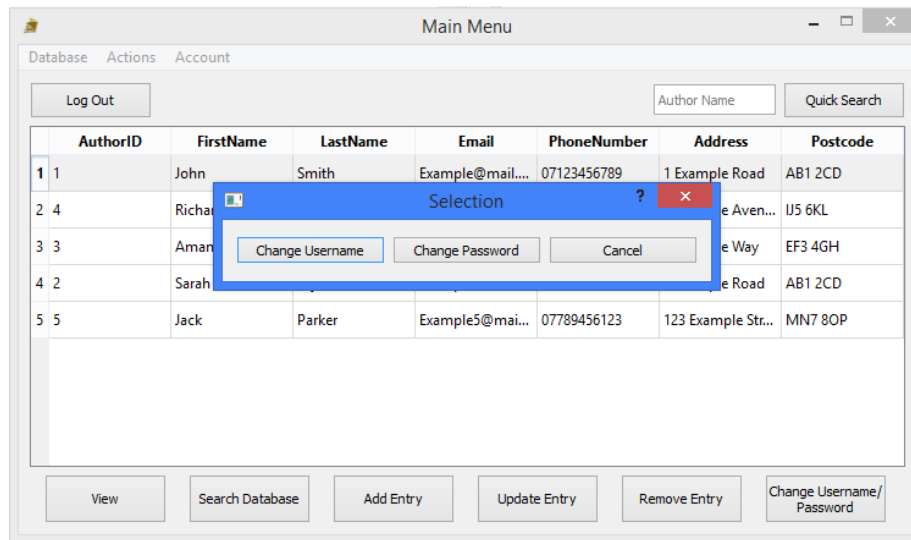 Main Menu
Database Actions Account
Log Out Author Name Quick Search
AuthorID FirstName LastName Email PhoneNumber Address Postcode
1 1 John Smith Example@mail.... 07123456789 1 Example Road AB1 2CD
Selection ?
2 4 e Aven... IJ5 6KL
Change Username Change Password Cancel
3 3 e Way EF3 4GH
4 2 Sarah e Road AB1 2CD
5 5 Jack Parker Example5@mai... 07789456123 123 Example Str... MN7 8OP
View Search Database Add Entry Update Entry Remove Entry Change Username/
Password